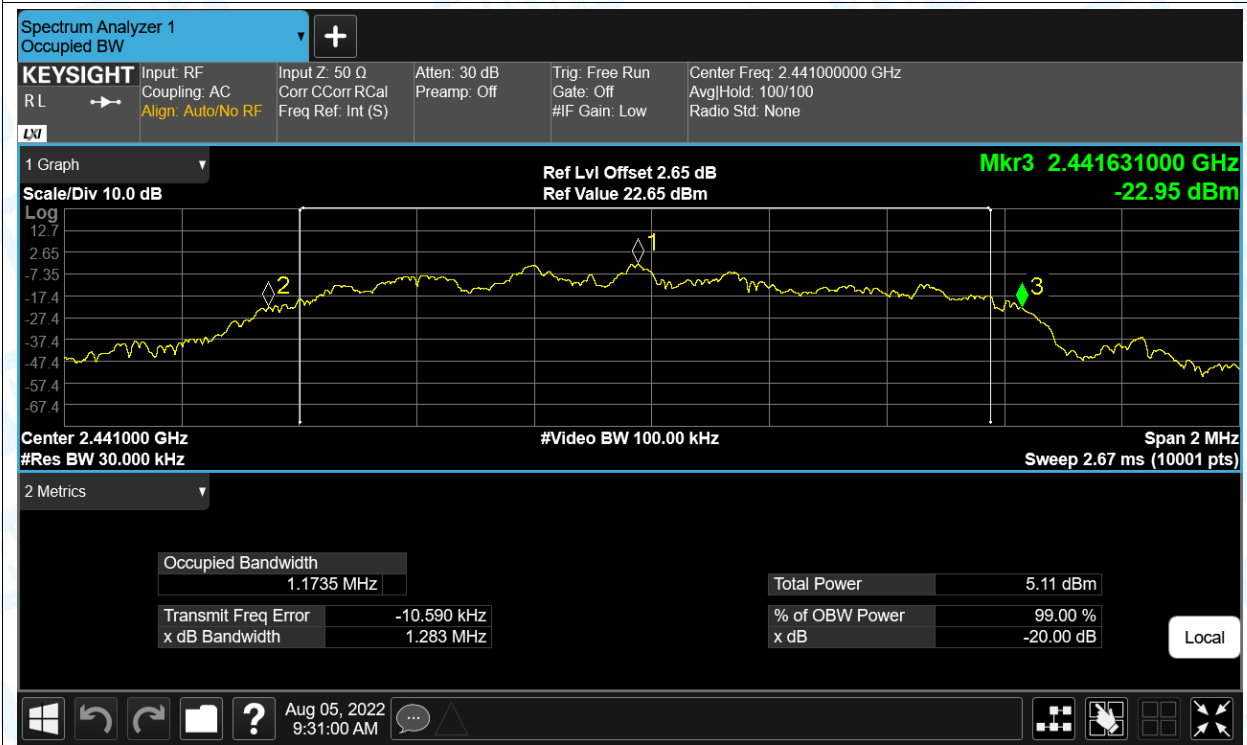 Spectrum Analyzer 1
Occupied BW
▼
+
KEYSIGHT
R L
LXI
Input: RF
Coupling: AC
Align: Auto/No RF
Input Z: 50 Ω
Corr CCorr RCal
Freq Ref: Int (S)
Atten: 30 dB
Preamp: Off
Trig: Free Run
Gate: Off
#IF Gain: Low
Center Freq: 2.441000000 GHz
Avg|Hold: 100/100
Radio Std: None
1 Graph ▼
Scale/Div 10.0 dB
Ref Lvl Offset 2.65 dB
Ref Value 22.65 dBm
Mkr3 2.441631000 GHz
-22.95 dBm
Log
12.7
2.65
-7.35
-17.4
-27.4
-37.4
-47.4
-57.4
-67.4
1
2
3
Center 2.441000 GHz
#Video BW 100.00 kHz
Span 2 MHz
#Res BW 30.000 kHz
Sweep 2.67 ms (10001 pts)
2 Metrics ▼
Occupied Bandwidth
1.1735 MHz
Total Power 5.11 dBm
Transmit Freq Error -10.590 kHz
% of OBW Power 99.00 %
x dB Bandwidth 1.283 MHz
x dB -20.00 dB
Local
?
Aug 05, 2022
9:31:00 AM